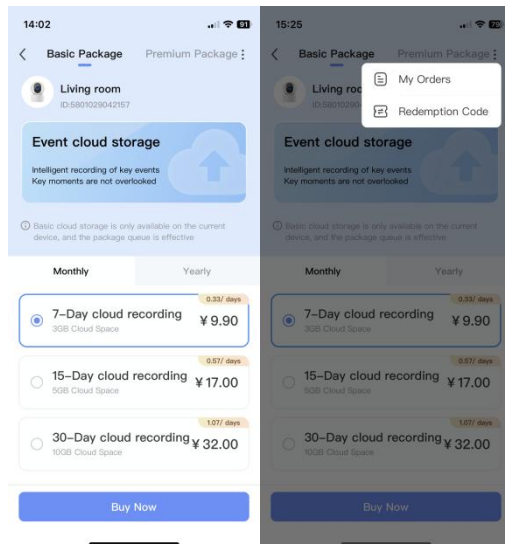 14:02
91
Basic Package
Premium Package
Living room
ID:5801029042157
Event cloud storage
Intelligent recording of key events
Key moments are not overlooked
Basic cloud storage is only available on the current
device, and the package queue is effective
Monthly
Yearly
0.33/ days
7-Day cloud recording
¥9.90
3GB Cloud Space
0.57/ days
15-Day cloud recording
¥17.00
5GB Cloud Space
1.07/ days
30-Day cloud recording
¥32.00
10GB Cloud Space
Buy Now
15:25
Basic Package
Premium Package
My Orders
Redemption Code
Living roo
ID:580102904
Event cloud storage
Intelligent recording of key events
Key moments are not overlooked
Basic cloud storage is only available on the current
device, and the package queue is effective
Monthly
Yearly
0.33/ days
7-Day cloud recording
¥9.90
3GB Cloud Space
0.57/ days
15-Day cloud recording
¥17.00
5GB Cloud Space
1.07/ days
30-Day cloud recording
¥32.00
10GB Cloud Space
Buy Now